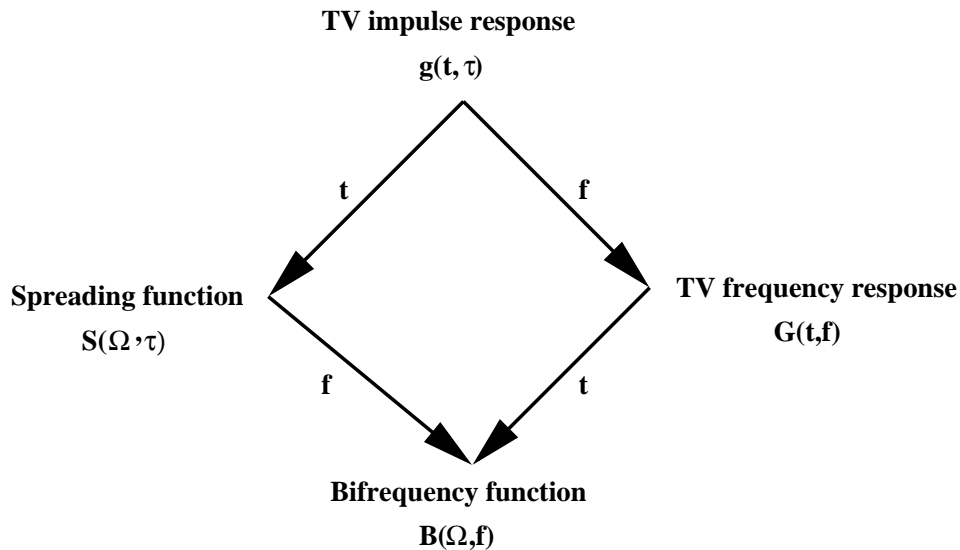 TV impulse response
g(t, τ)
t
f
Spreading function
S(Ω, τ)
TV frequency response
G(t,f)
f
t
Bifrequency function
B(Ω,f)